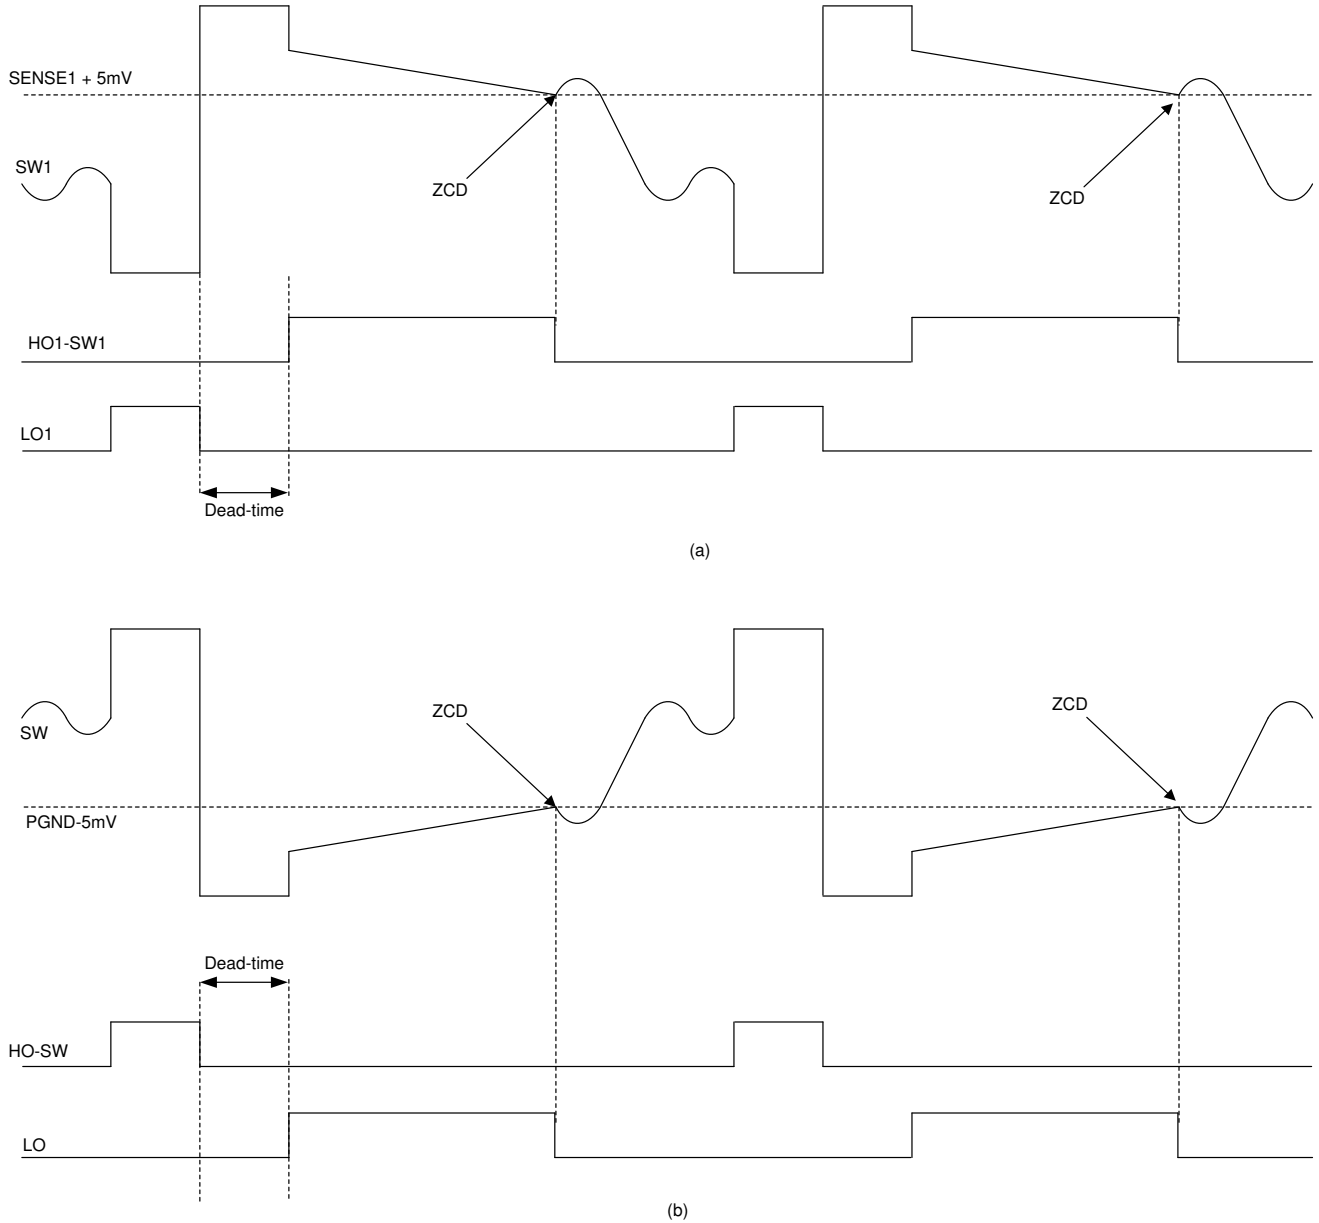 SENSE1 + 5mV
SW1
ZCD
ZCD
HO1-SW1
LO1
Dead-time
(a)
ZCD
ZCD
SW
PGND-5mV
Dead-time
HO-SW
LO
(b)